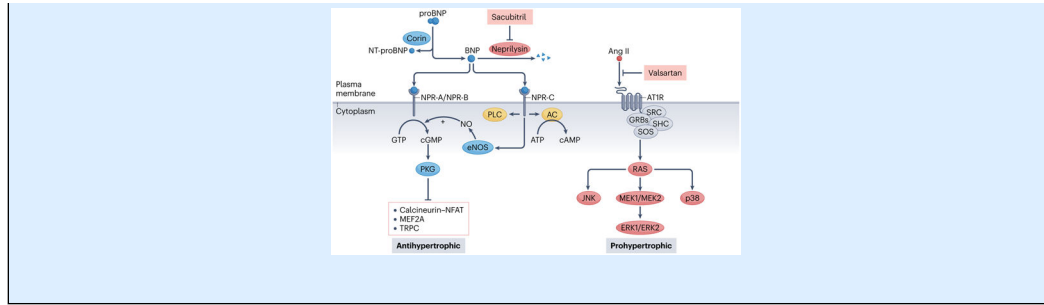 proBNP
Sacubitril
Corin
NT-proBNP
BNP
Neprilysin
Ang II
Valsartan
Plasma
membrane
NPR-A/NPR-B
NPR-C
AT1R
Cytoplasm
PLC
AC
SRC
GRBs
SHC
SOS
NO
+
GTP
cGMP
eNOS
ATP
cAMP
PKG
RAS
JNK
MEK1/MEK2
p38
• Calcineurin–NFAT
• MEF2A
• TRPC
ERK1/ERK2
Antihypertrophic
Prohypertrophic